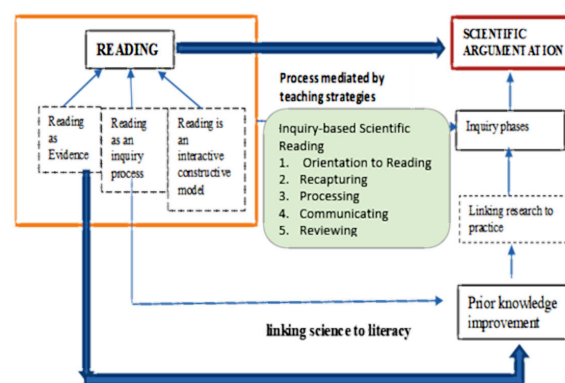 READING
SCIENTIFIC
ARGUMENTATION
Process mediated by
teaching strategies
Reading
as
Evidence
Reading
as an
inquiry
process
Reading is
an
interactive
constructive
model
Inquiry-based Scientific
Reading
1. Orientation to Reading
2. Recapturing
3. Processing
4. Communicating
5. Reviewing
Inquiry phases
Linking research to
practice
Prior knowledge
improvement
linking science to literacy